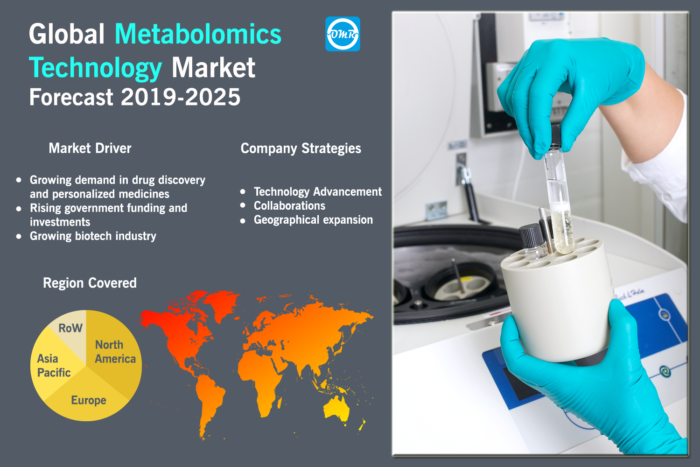 Global Metabolomics
Technology Market
Forecast 2019-2025
OMR
Market Driver
Growing demand in drug discovery
and personalized medicines
Rising government funding and
investments
Growing biotech industry
Company Strategies
Technology Advancement
Collaborations
Geographical expansion
Region Covered
RoW
North
America
Asia
Pacific
Europe